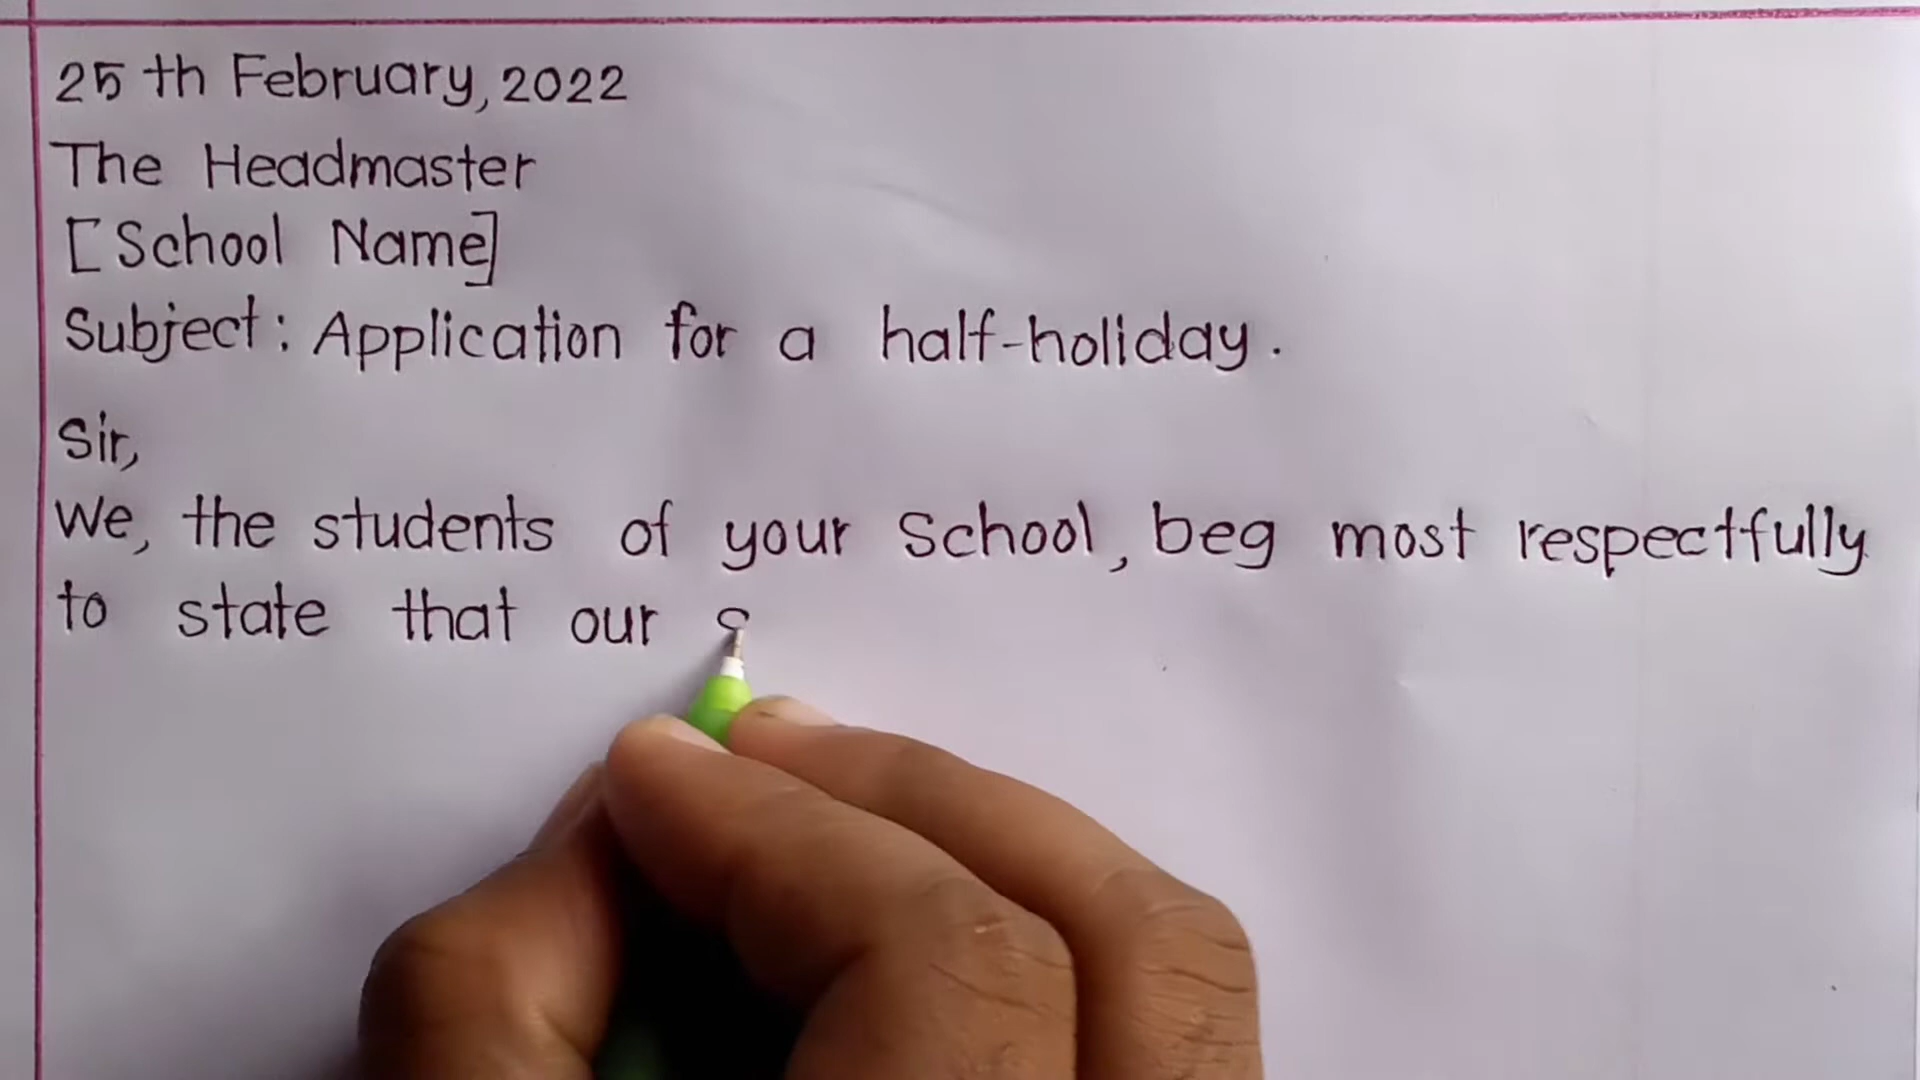 25 th February, 2022
The Headmaster
[School Name]
Subject: Application for a half-holiday.
Sir,
We, the students of your School, beg most respectfully
to state that our s